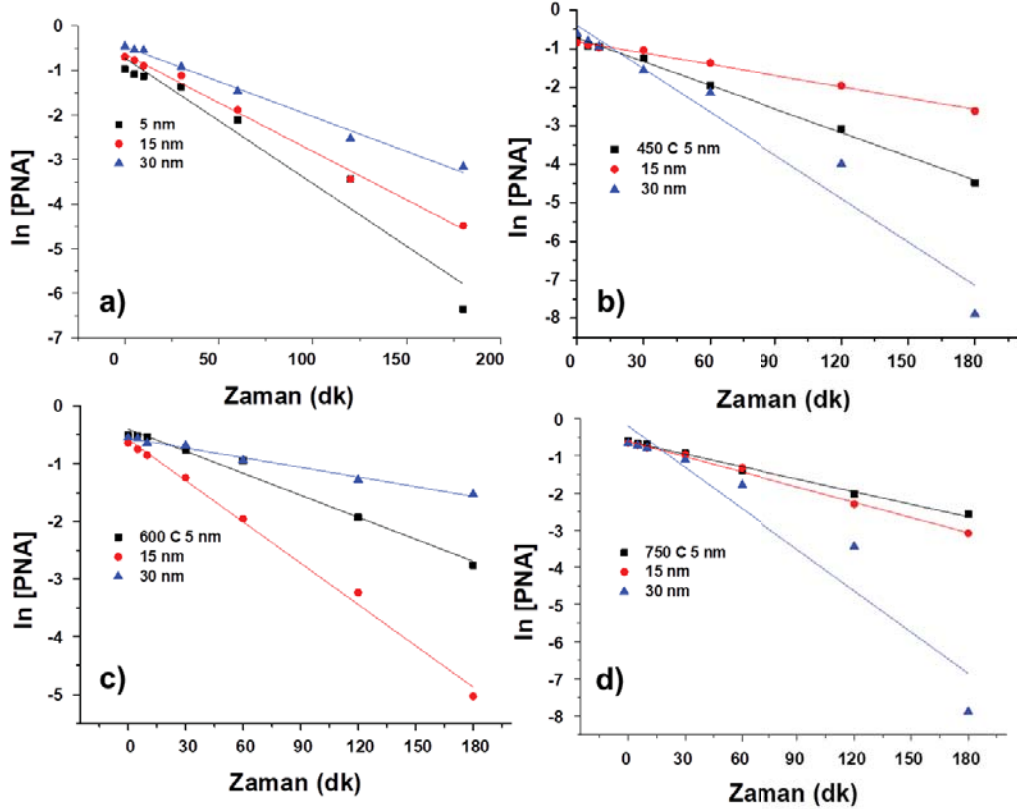 0
-1
-2
-3
-4
-5
-6
-7
ln [PNA]
5 nm
15 nm
30 nm
a)
0 50 100 150 200
Zaman (dk)
0
-1
-2
-3
-4
-5
-6
-7
-8
ln [PNA]
450 C 5 nm
15 nm
30 nm
b)
0 30 60 90 120 150 180
Zaman (dk)
0
-1
-2
-3
-4
-5
ln [PNA]
600 C 5 nm
15 nm
30 nm
c)
0 30 60 90 120 150 180
Zaman (dk)
0
-1
-2
-3
-4
-5
-6
-7
-8
ln [PNA]
750 C 5 nm
15 nm
30 nm
d)
0 30 60 90 120 150 180
Zaman (dk)